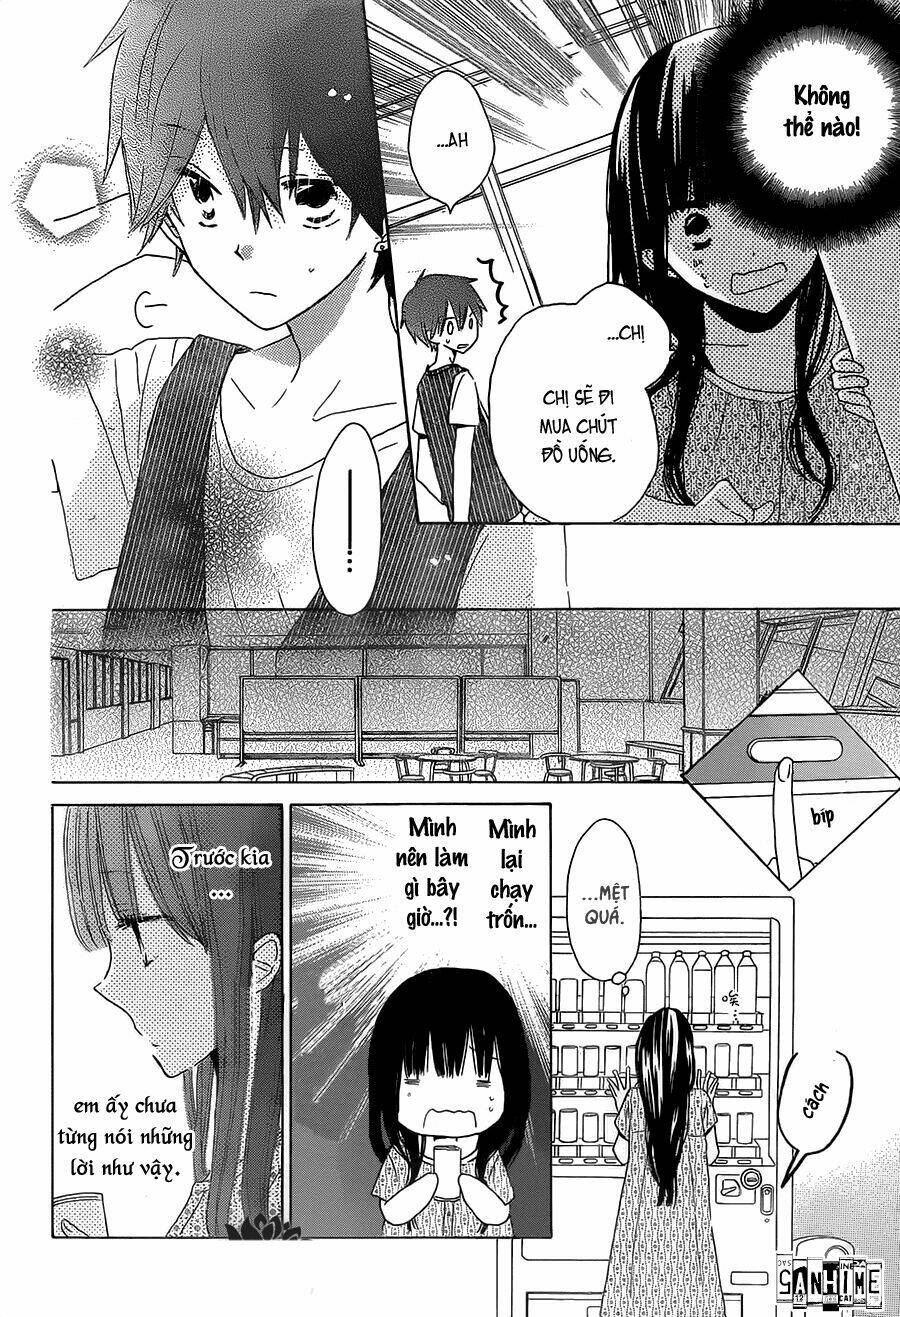 Không
thể nào!
...AH
...CHỊ
CHỊ SẼ ĐI
MUA CHÚT
ĐỒ UỐNG.
bíp
...MỆT
QUÁ.
cách
Mình
lại
chạy
trốn...
Mình
nên làm
gì bây
giờ...?!
Trước kia
...
em ấy chưa
từng nói những
lời như vậy.
SANHIME